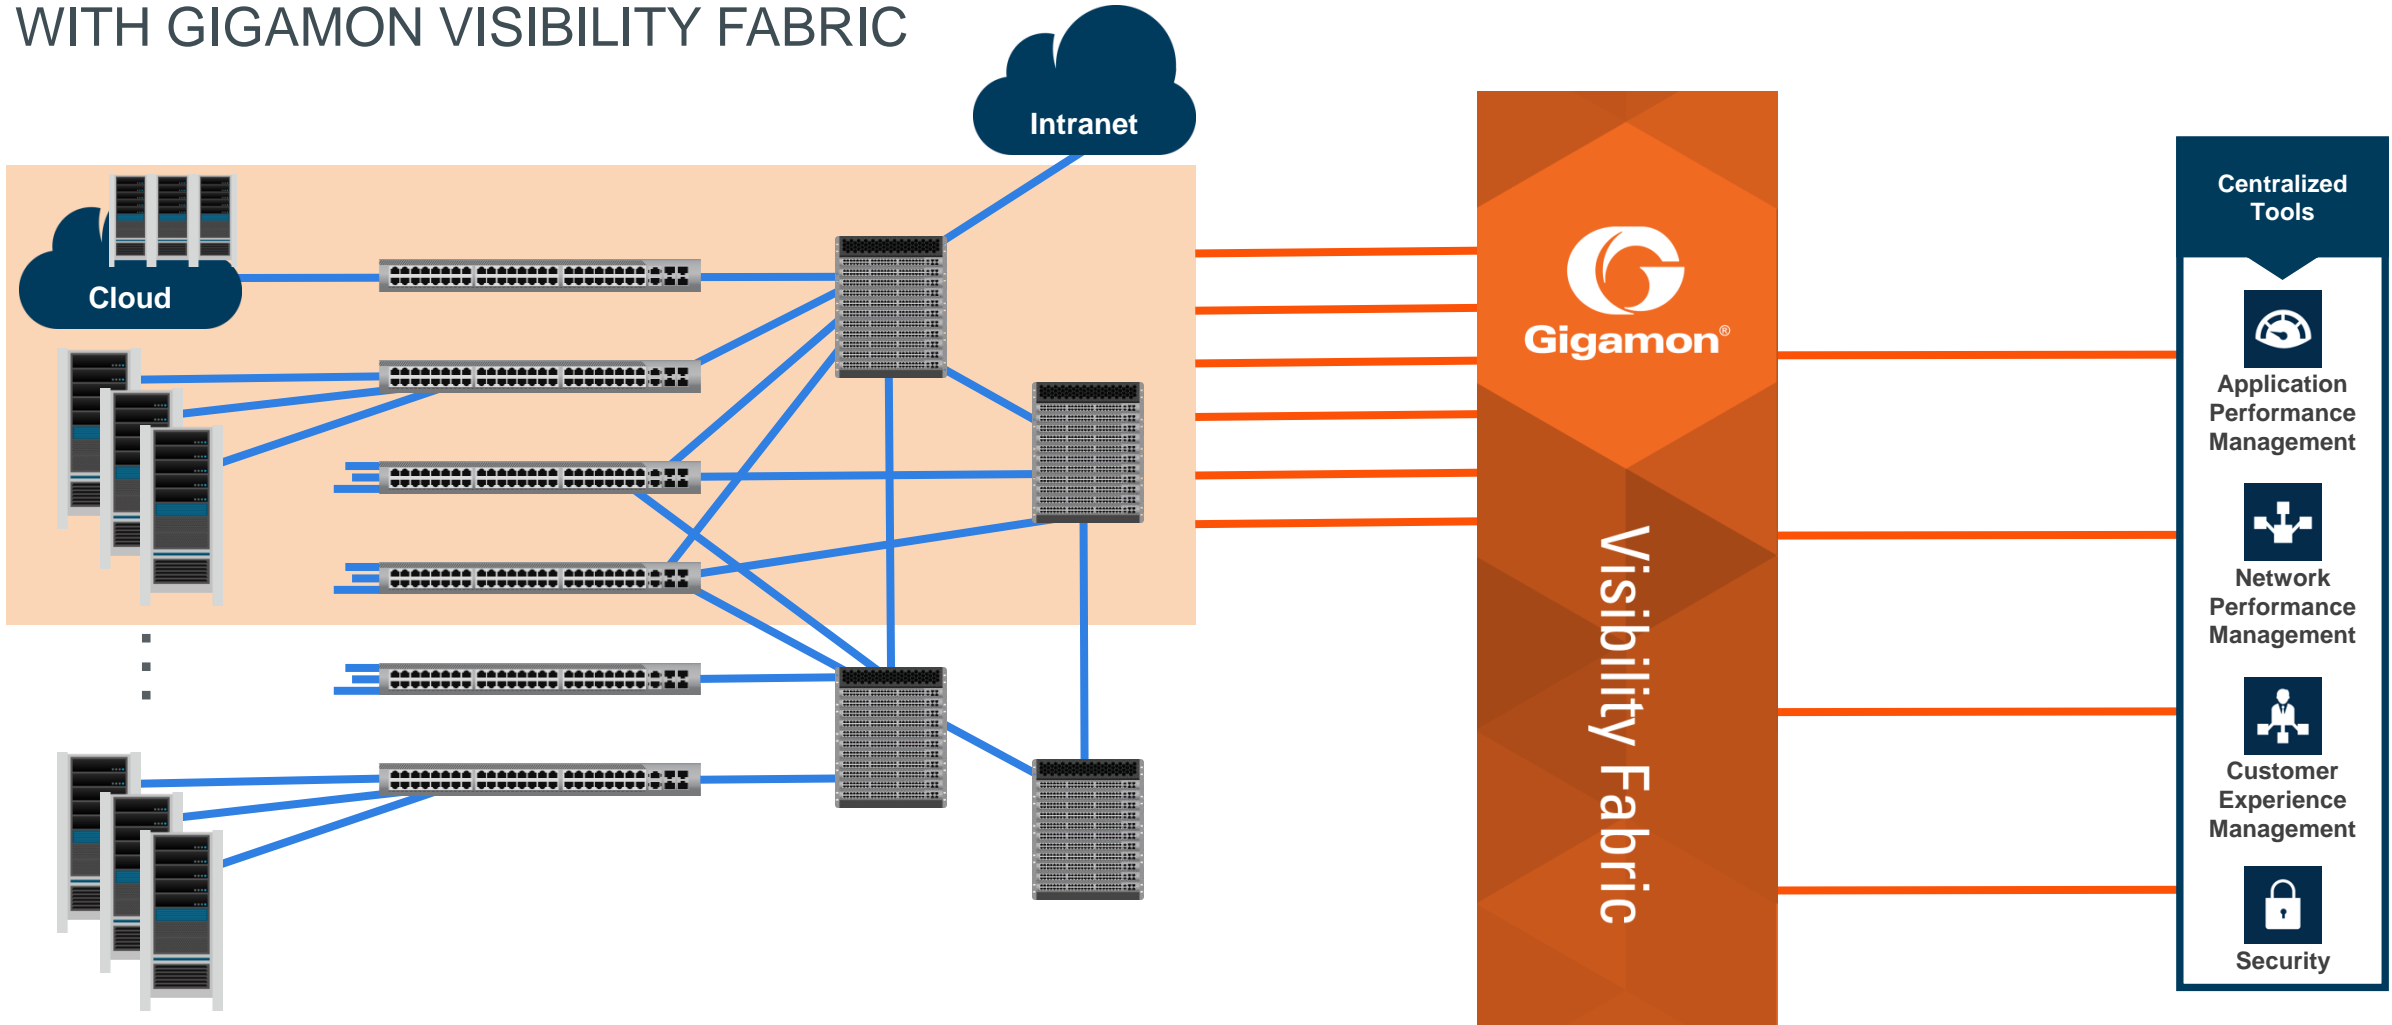 WITH GIGAMON VISIBILITY FABRIC
Intranet
Cloud
Gigamon®
Visibility Fabric
Centralized
Tools
Application
Performance
Management
Network
Performance
Management
Customer
Experience
Management
Security